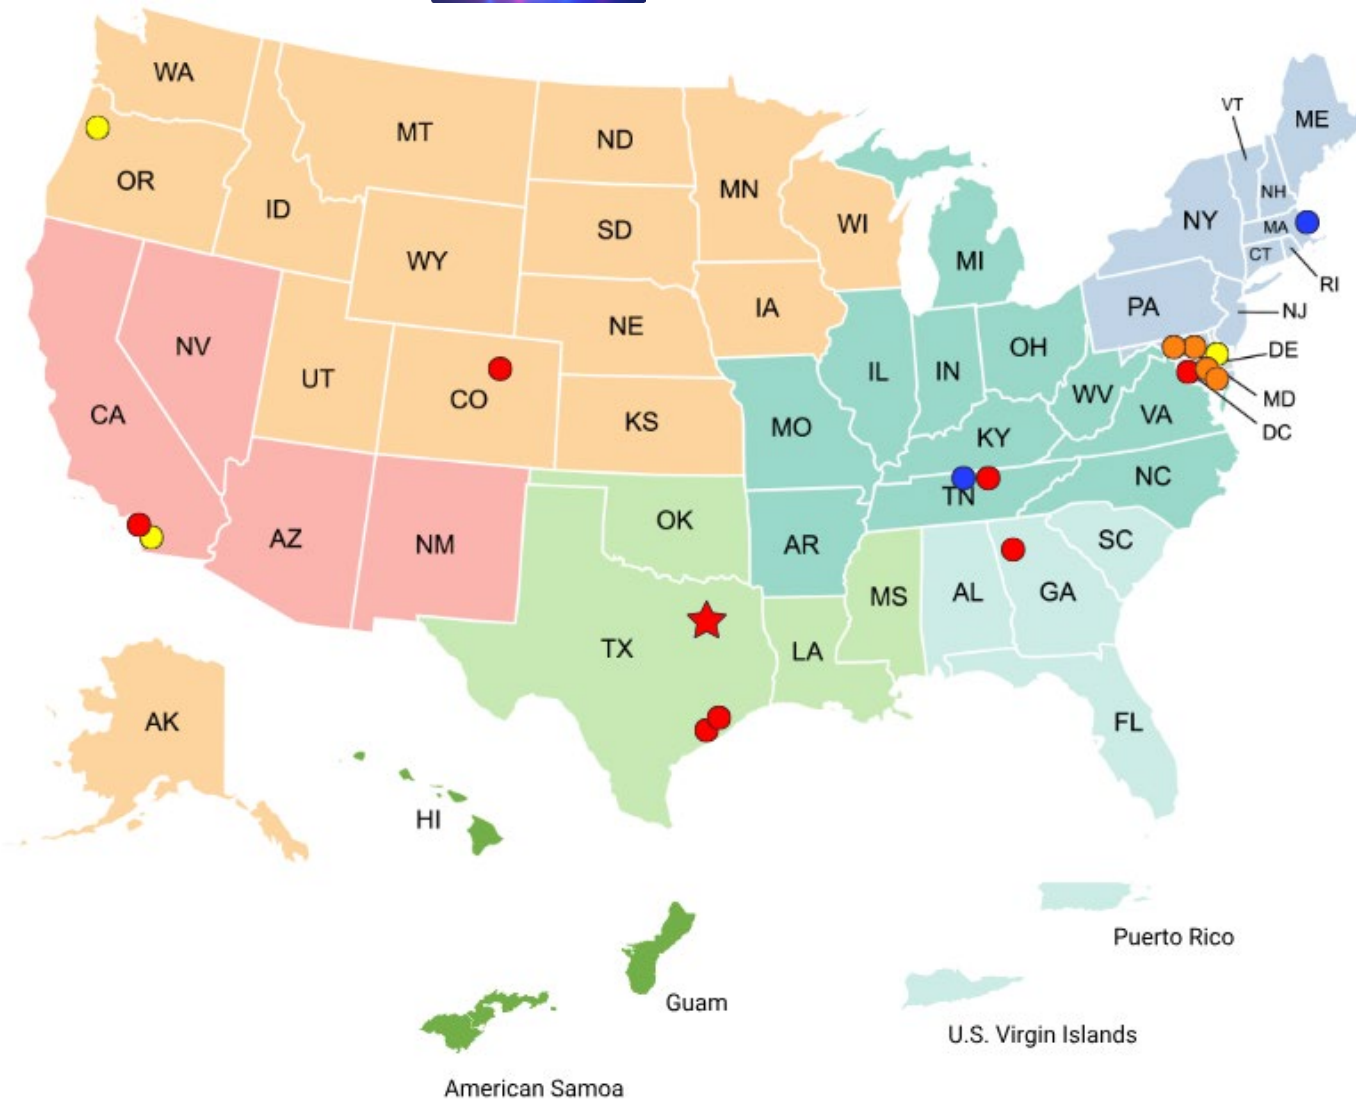 VT
ME
WA
MT
ND
MN
OR
ID
SD
WI
NH
NY
MA
WY
MI
CT
RI
IA
PA
NJ
NE
NV
OH
DE
UT
IL
IN
CO
WV
MD
CA
KS
MO
VA
DC
KY
NC
TN
OK
AZ
NM
AR
SC
MS
AL
GA
TX
LA
AK
FL
HI
Puerto Rico
Guam
U.S. Virgin Islands
American Samoa